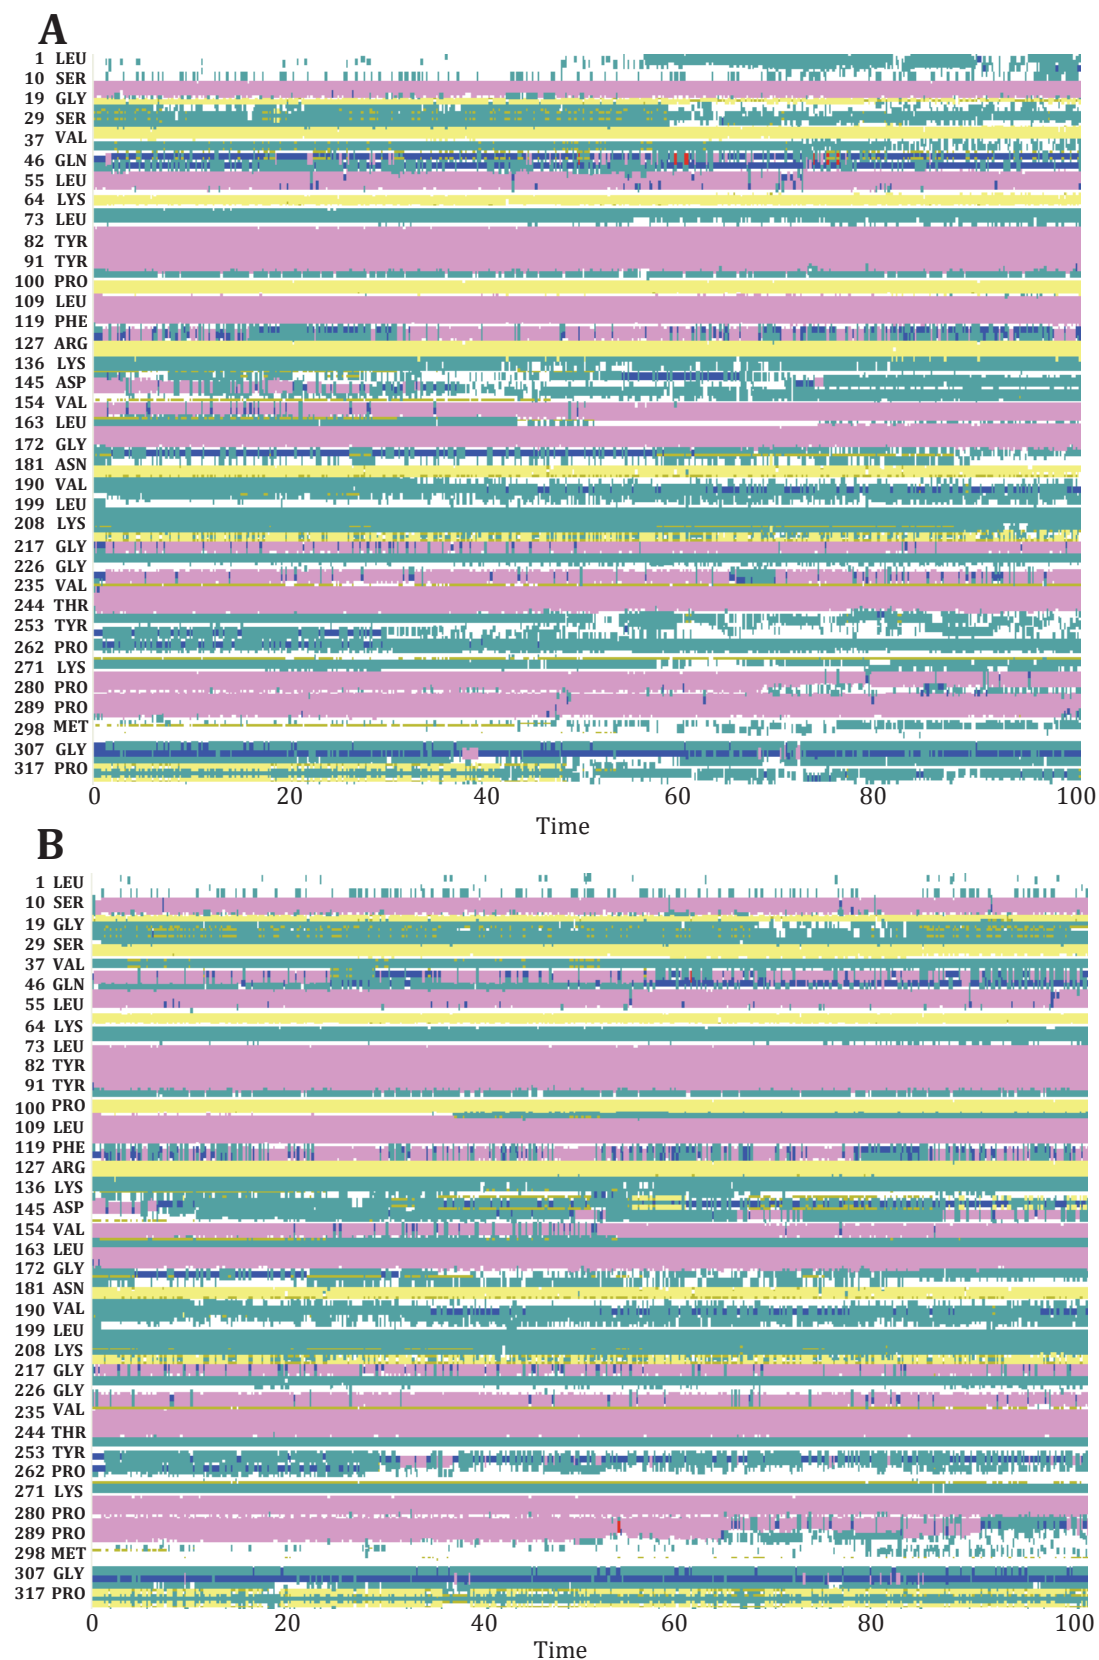 A
1 LEU
10 SER
19 GLY
29 SER
37 VAL
46 GLN
55 LEU
64 LYS
73 LEU
82 TYR
91 TYR
100 PRO
109 LEU
119 PHE
127 ARG
136 LYS
145 ASP
154 VAL
163 LEU
172 GLY
181 ASN
190 VAL
199 LEU
208 LYS
217 GLY
226 GLY
235 VAL
244 THR
253 TYR
262 PRO
271 LYS
280 PRO
289 PRO
298 MET
307 GLY
317 PRO
0 20 40 60 80 100
Time
B
1 LEU
10 SER
19 GLY
29 SER
37 VAL
46 GLN
55 LEU
64 LYS
73 LEU
82 TYR
91 TYR
100 PRO
109 LEU
119 PHE
127 ARG
136 LYS
145 ASP
154 VAL
163 LEU
172 GLY
181 ASN
190 VAL
199 LEU
208 LYS
217 GLY
226 GLY
235 VAL
244 THR
253 TYR
262 PRO
271 LYS
280 PRO
289 PRO
298 MET
307 GLY
317 PRO
0 20 40 60 80 100
Time